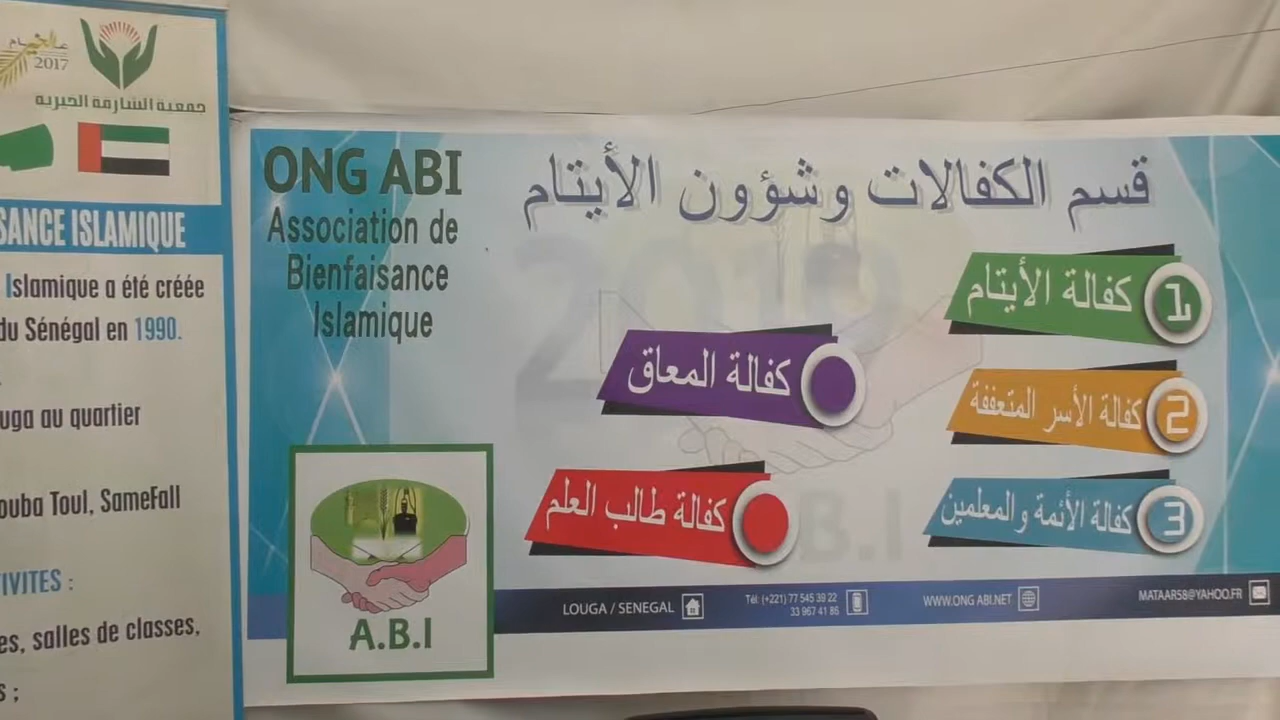 2017
جمعية الشارقة الخيرية
SANCE ISLAMIQUE
Islamique a été créée
du Sénégal en 1990.
uga au quartier
ouba Toul, SameFall
IVITES :
es, salles de classes,
s ;
ONG ABI
Association de
Bienfaisance
Islamique
قسم الكفالات وشؤون الأيتام
كفالة الأيتام 1
كفالة الأسر المتعففة 2
كفالة الأئمة والمعلمين 3
كفالة المعاق
كفالة طالب العلم
A.B.I
A.B.I
LOUGA / SENEGAL
Tél: (+221) 77 545 39 22
33 967 41 86
WWW.ONG ABI.NET
MATAAR58@YAHOO.FR